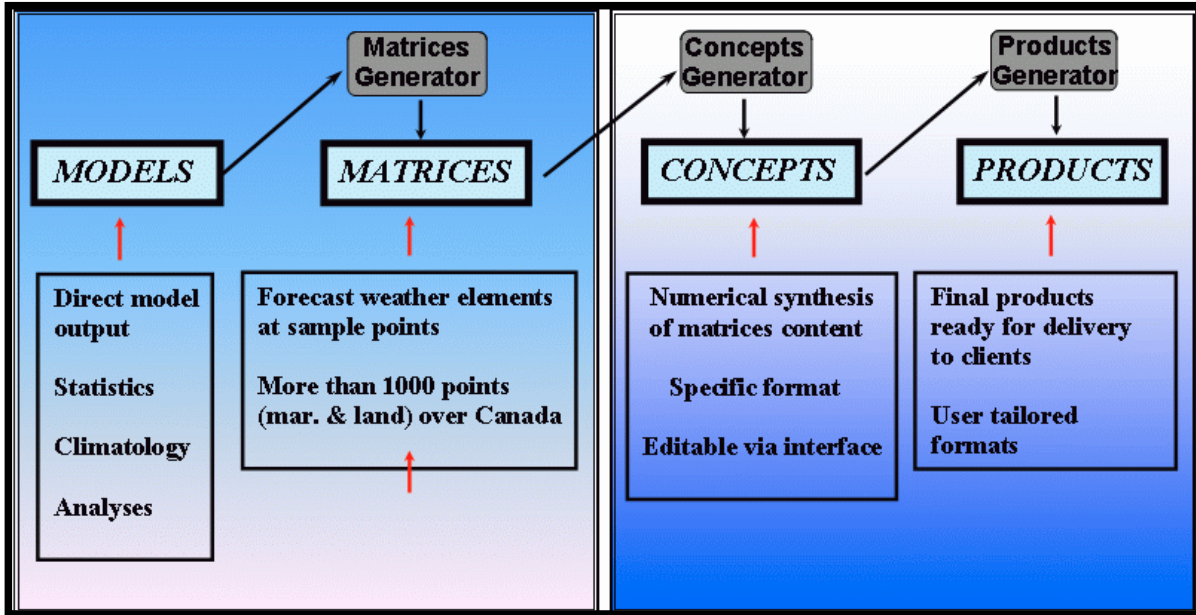 Matrices
Generator
Concepts
Generator
Products
Generator
MODELS
MATRICES
CONCEPTS
PRODUCTS
Direct model
output
Statistics
Climatology
Analyses
Forecast weather elements
at sample points
More than 1000 points
(mar. & land) over Canada
Numerical synthesis
of matrices content
Specific format
Editable via interface
Final products
ready for delivery
to clients
User tailored
formats